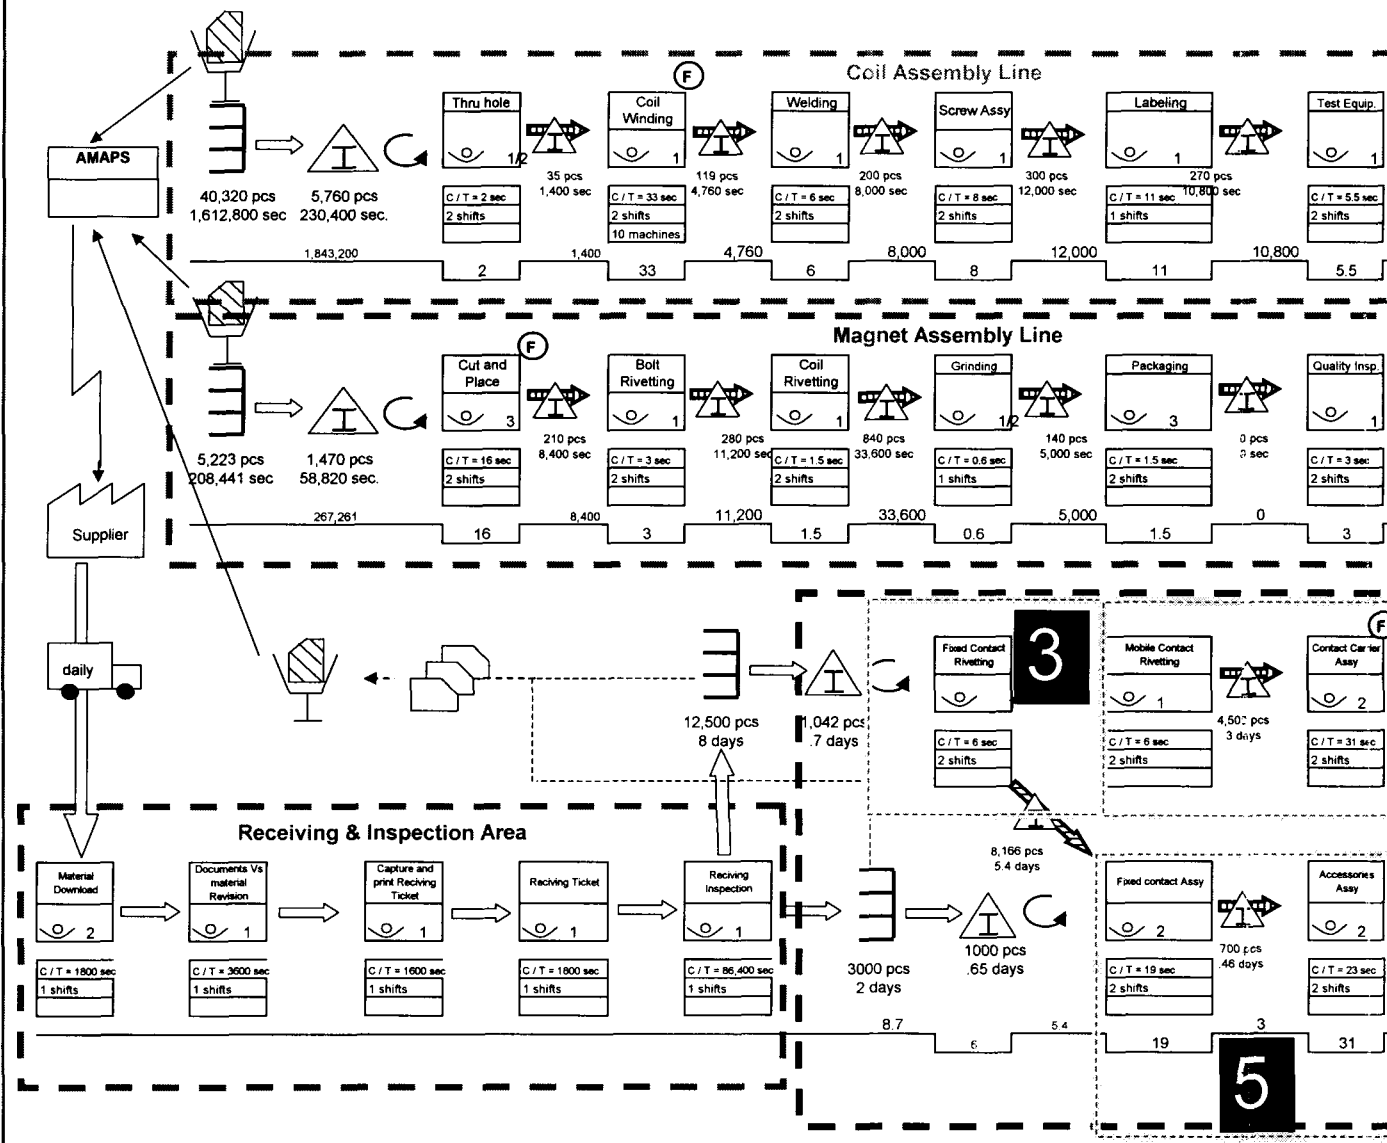 Coil Assembly Line
F
AMAPS
Thru hole
1/2
Coil
Winding
1
Welding
1
Screw Assy
1
Labeling
1
Test Equip.
1
40,320 pcs
1,612,800 sec
5,760 pcs
230,400 sec.
35 pcs
1,400 sec
119 pcs
4,760 sec
200 pcs
8,000 sec
300 pcs
12,000 sec
270 pcs
10,800 sec
C / T = 2 sec
2 shifts
C / T = 33 sec
2 shifts
10 machines
C / T = 6 sec
2 shifts
C / T = 8 sec
2 shifts
C / T = 11 sec
1 shifts
C / T = 5.5 sec
2 shifts
1,843,200
2
1,400
33
4,760
6
8,000
8
12,000
11
10,800
5.5
Magnet Assembly Line
F
Cut and
Place
3
Bolt
Rivetting
1
Coil
Rivetting
1
Grinding
1/2
Packaging
3
Quality Insp.
1
5,223 pcs
208,441 sec
1,470 pcs
58,820 sec.
210 pcs
8,400 sec
280 pcs
11,200 sec
840 pcs
33,600 sec
140 pcs
5,000 sec
0 pcs
0 sec
C / T = 16 sec
2 shifts
C / T = 3 sec
2 shifts
C / T = 1.5 sec
2 shifts
C / T = 0.6 sec
1 shifts
C / T = 1.5 sec
2 shifts
C / T = 3 sec
2 shifts
267,261
16
8,400
3
11,200
1.5
33,600
0.6
5,000
1.5
0
3
Supplier
daily
12,500 pcs
8 days
1,042 pcs
.7 days
Fixed Contact
Rivetting
3
C / T = 6 sec
2 shifts
Mobile Contact
Rivetting
1
C / T = 6 sec
2 shifts
4,502 pcs
3 days
F
Contact Carrier
Assy
2
C / T = 31 sec
2 shifts
8,166 pcs
5.4 days
Receiving & Inspection Area
Material
Download
2
C / T = 1800 sec
1 shifts
Documents Vs
material
Revision
1
C / T = 3600 sec
1 shifts
Capture and
print Reciving
Ticket
1
C / T = 1600 sec
1 shifts
Reciving Ticket
1
C / T = 1800 sec
1 shifts
Reciving
Inspection
1
C / T = 86,400 sec
1 shifts
3000 pcs
2 days
1000 pcs
.65 days
Fixed contact Assy
2
C / T = 19 sec
2 shifts
700 pcs
.46 days
Accessories
Assy
2
C / T = 23 sec
2 shifts
8.7
6
5.4
19
3
31
5